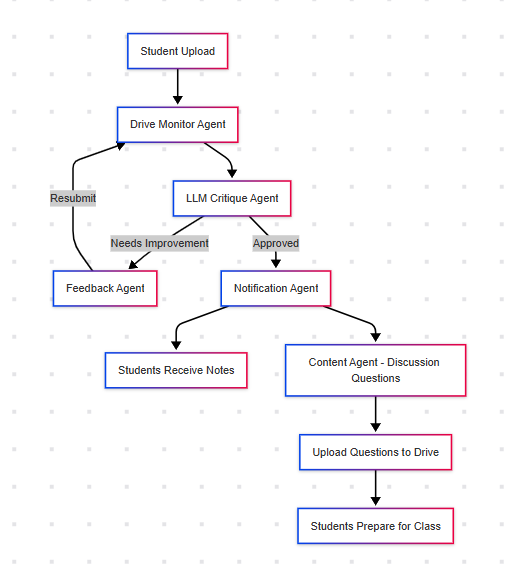 Student Upload
Drive Monitor Agent
Resubmit
LLM Critique Agent
Needs Improvement
Approved
Feedback Agent
Notification Agent
Students Receive Notes
Content Agent - Discussion
Questions
Upload Questions to Drive
Students Prepare for Class